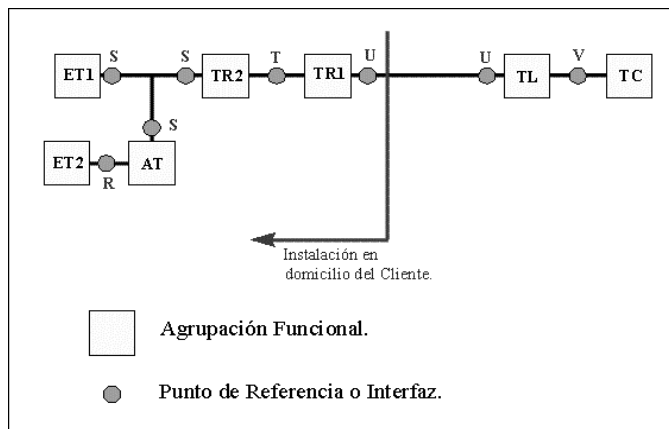 S S T U U V
ET1 TR2 TR1 TL TC
S
ET2 AT
R
Instalación en
domicilio del Cliente.
Agrupación Funcional.
Punto de Referencia o Interfaz.